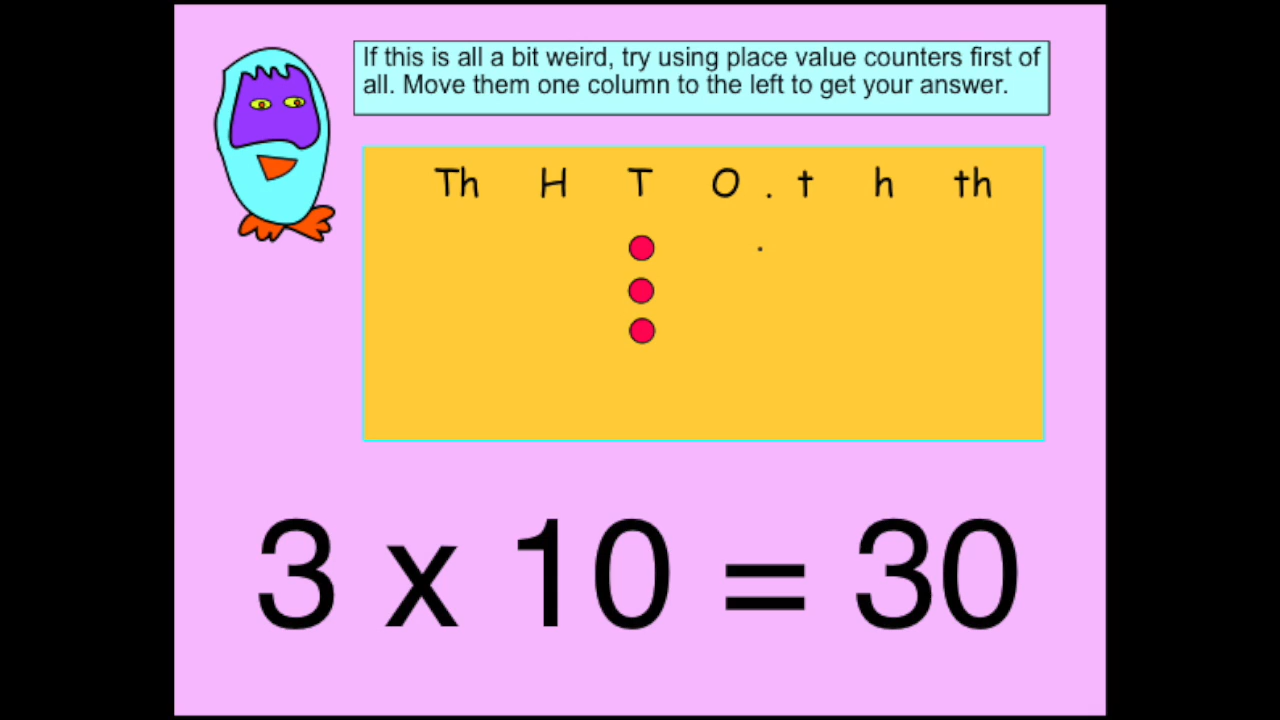 If this is all a bit weird, try using place value counters first of
all. Move them one column to the left to get your answer.
Th H T O . t h th
.
3 x 10 = 30